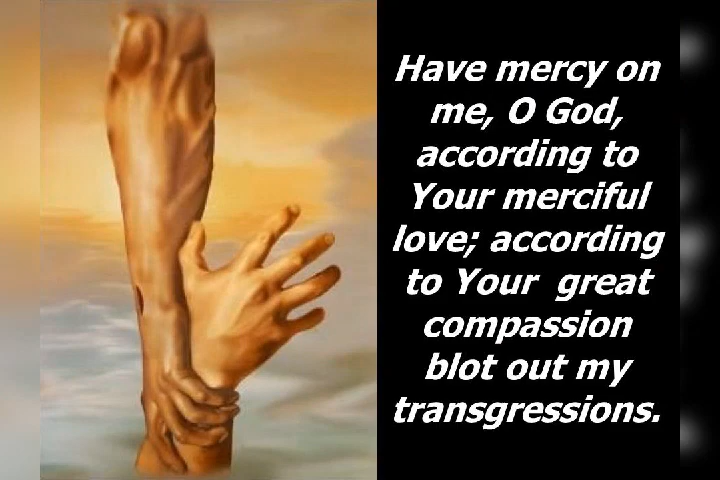 Have mercy on
me, O God,
according to
Your merciful
love; according
to Your  great
compassion
blot out my
transgressions.